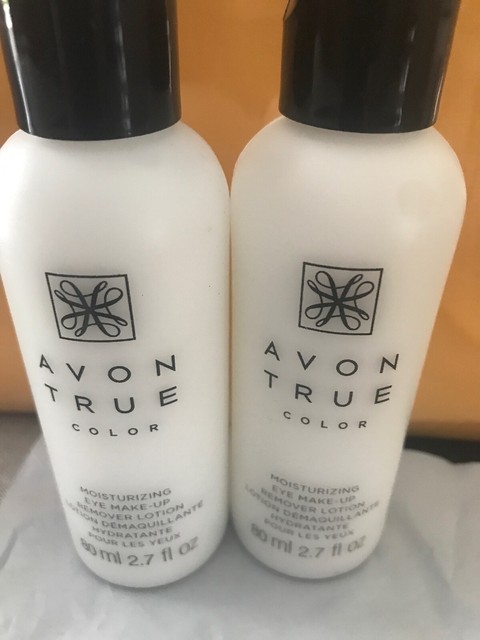 AVON
TRUE
COLOR
MOISTURIZING
EYE MAKE-UP
REMOVER LOTION
LOTION DÉMAQUILLANTE
HYDRATANTE
POUR LES YEUX
80 ml 2.7 fl oz
AVON
TRUE
COLOR
MOISTURIZING
EYE MAKE-UP
REMOVER LOTION
LOTION DÉMAQUILLANTE
HYDRATANTE
POUR LES YEUX
80 ml 2.7 fl oz